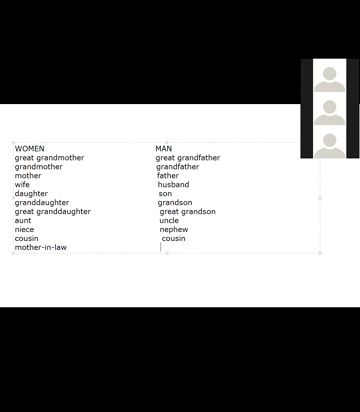 WOMEN MAN
great grandmother great grandfather
grandmother grandfather
mother father
wife husband
daughter son
granddaughter grandson
great granddaughter great grandson
aunt uncle
niece nephew
cousin cousin
mother-in-law